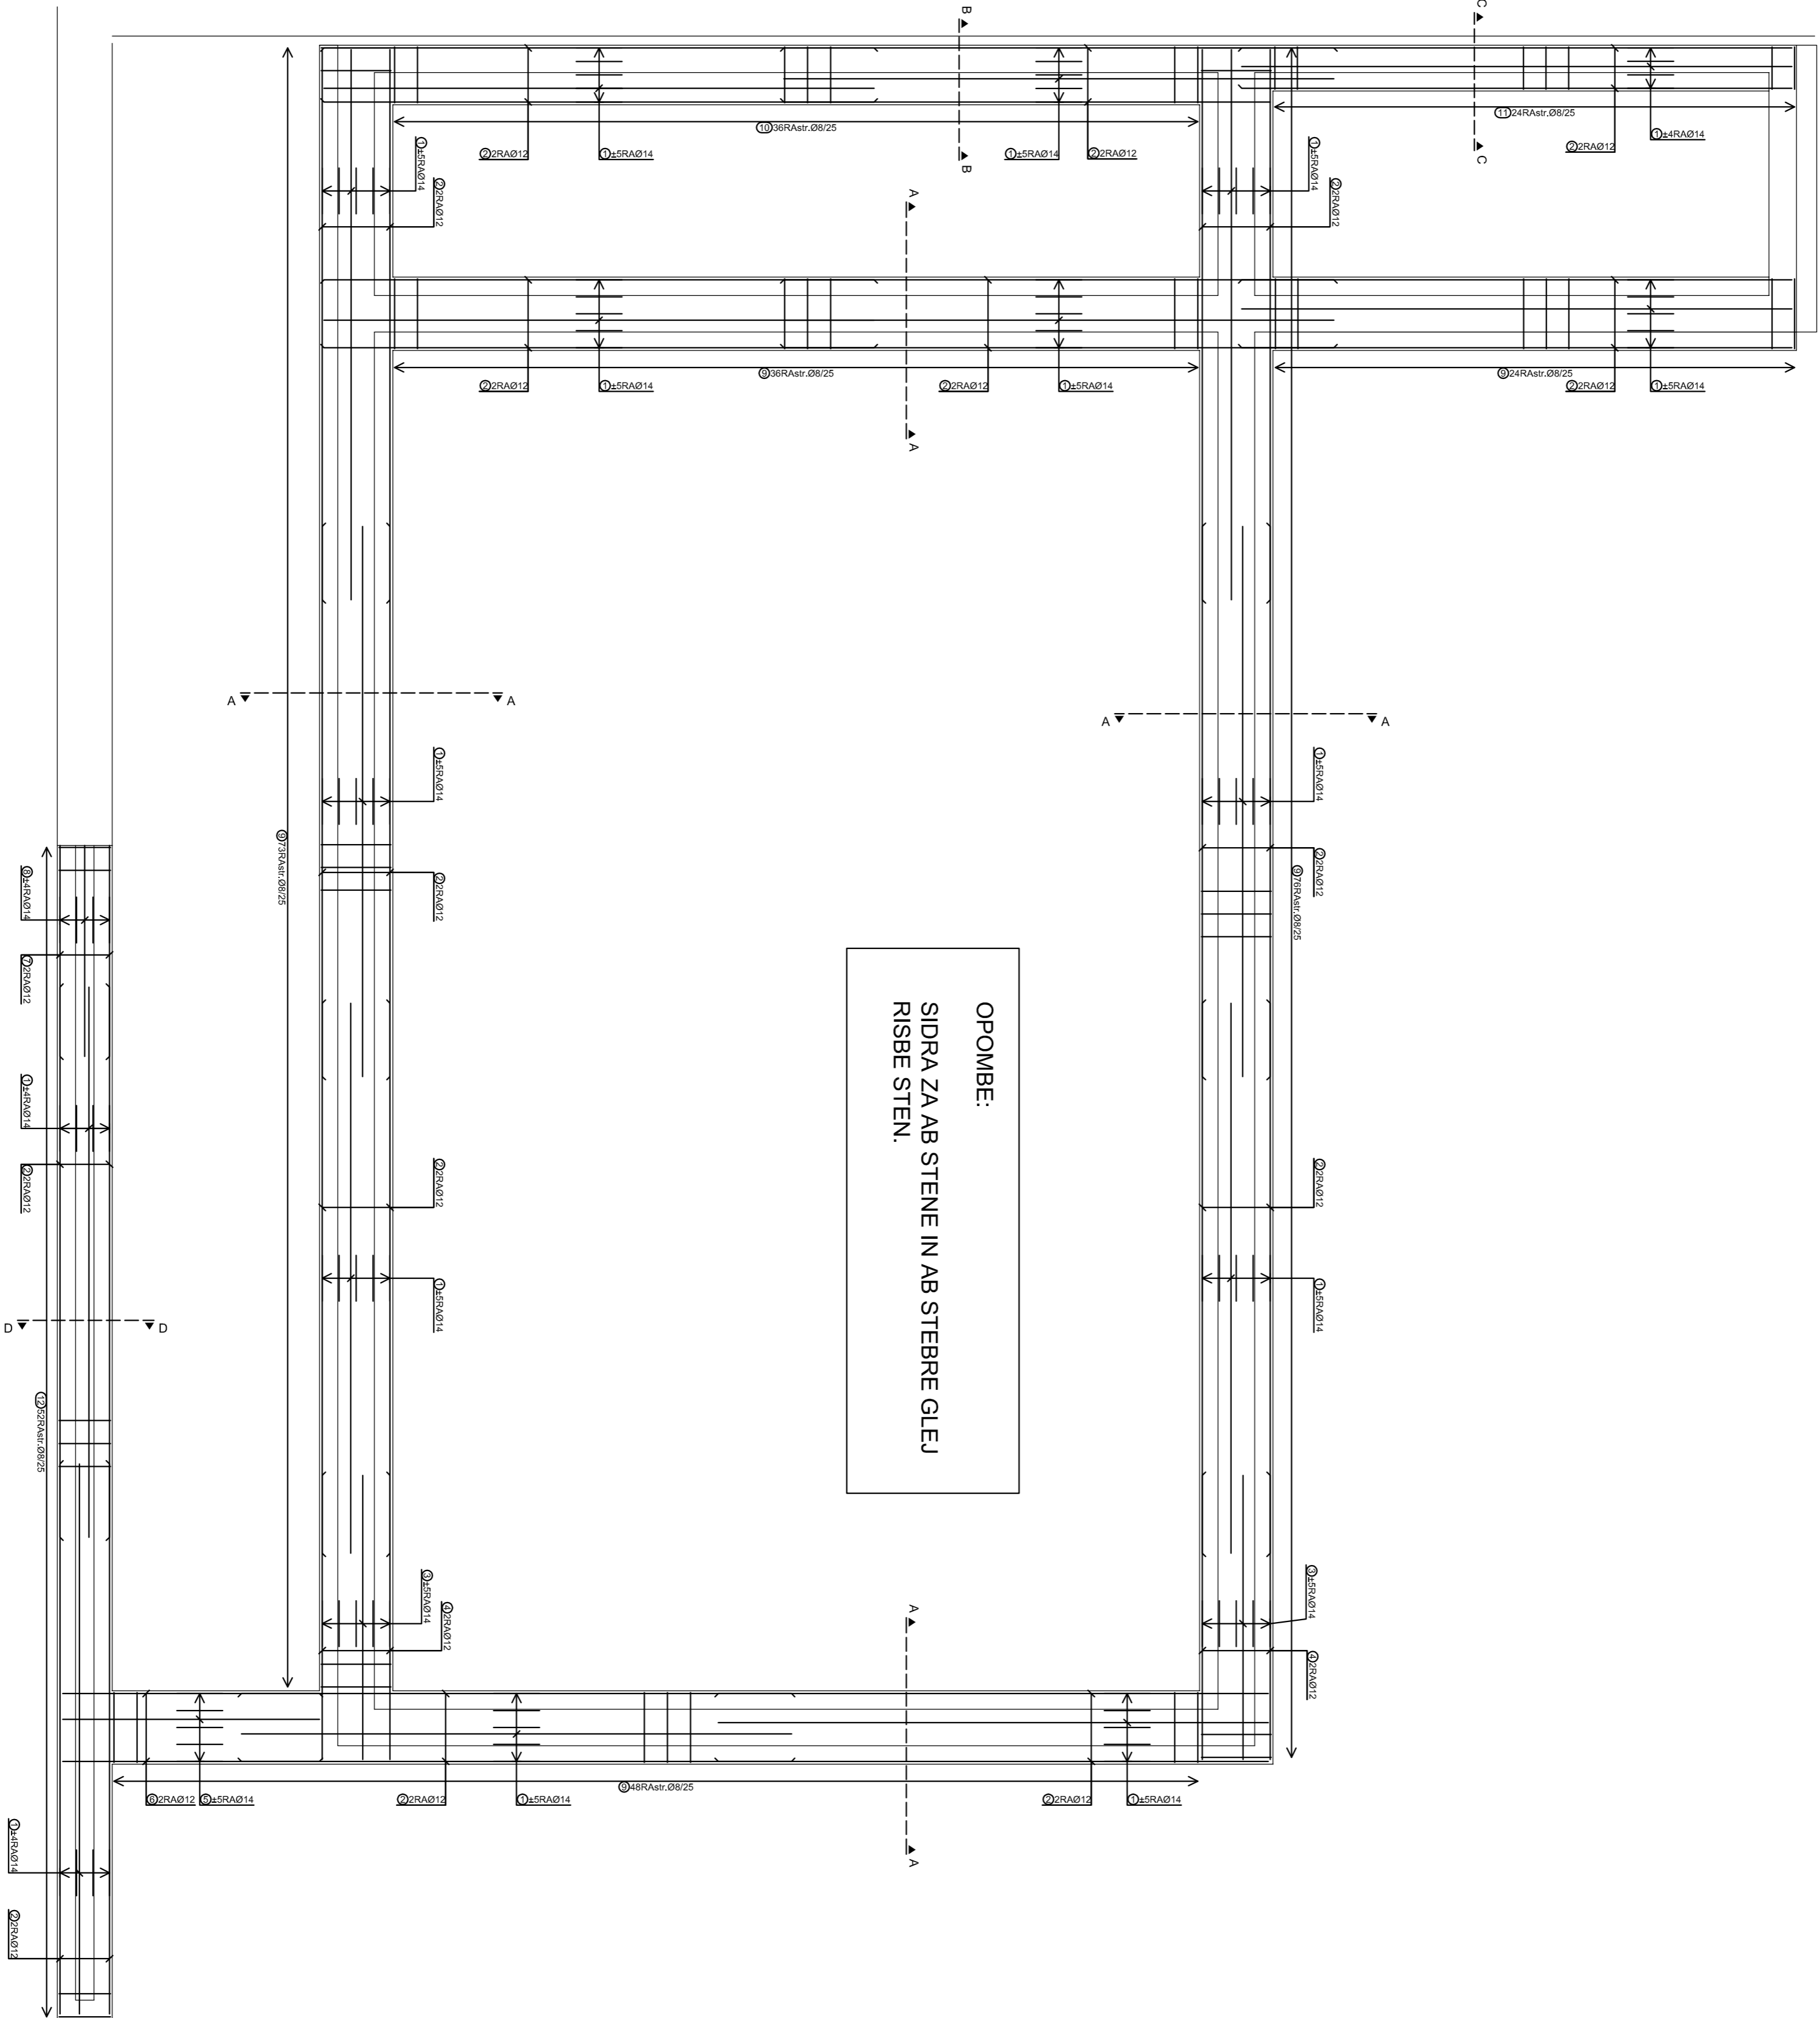 B
C
⑩36RAstr.Ø8/25
⑪24RAstr.Ø8/25
①±4RAØ14
②2RAØ12
②2RAØ12
①±5RAØ14
①±5RAØ14
②2RAØ12
C
B
①±5RAØ14
②2RAØ12
①±5RAØ14
②2RAØ12
A
⑨36RAstr.Ø8/25
⑨24RAstr.Ø8/25
②2RAØ12
①±5RAØ14
②2RAØ12
①±5RAØ14
②2RAØ12
①±5RAØ14
A
A
A
A
A
①±5RAØ14
①±5RAØ14
⑨73RAstr.Ø8/25
②2RAØ12
②2RAØ12
⑨76RAstr.Ø8/25
⑧±4RAØ14
⑦2RAØ12
OPOMBE:
SIDRA ZA AB STENE IN AB STEBRE GLEJ
RISBE STEN.
①±4RAØ14
②2RAØ12
②2RAØ12
②2RAØ12
①±5RAØ14
①±5RAØ14
D
D
⑫52RAstr.Ø8/25
③±5RAØ14
④2RAØ12
③±5RAØ14
④2RAØ12
A
⑨48RAstr.Ø8/25
⑥2RAØ12
⑤±5RAØ14
②2RAØ12
①±5RAØ14
②2RAØ12
①±5RAØ14
A
①±4RAØ14
②2RAØ12